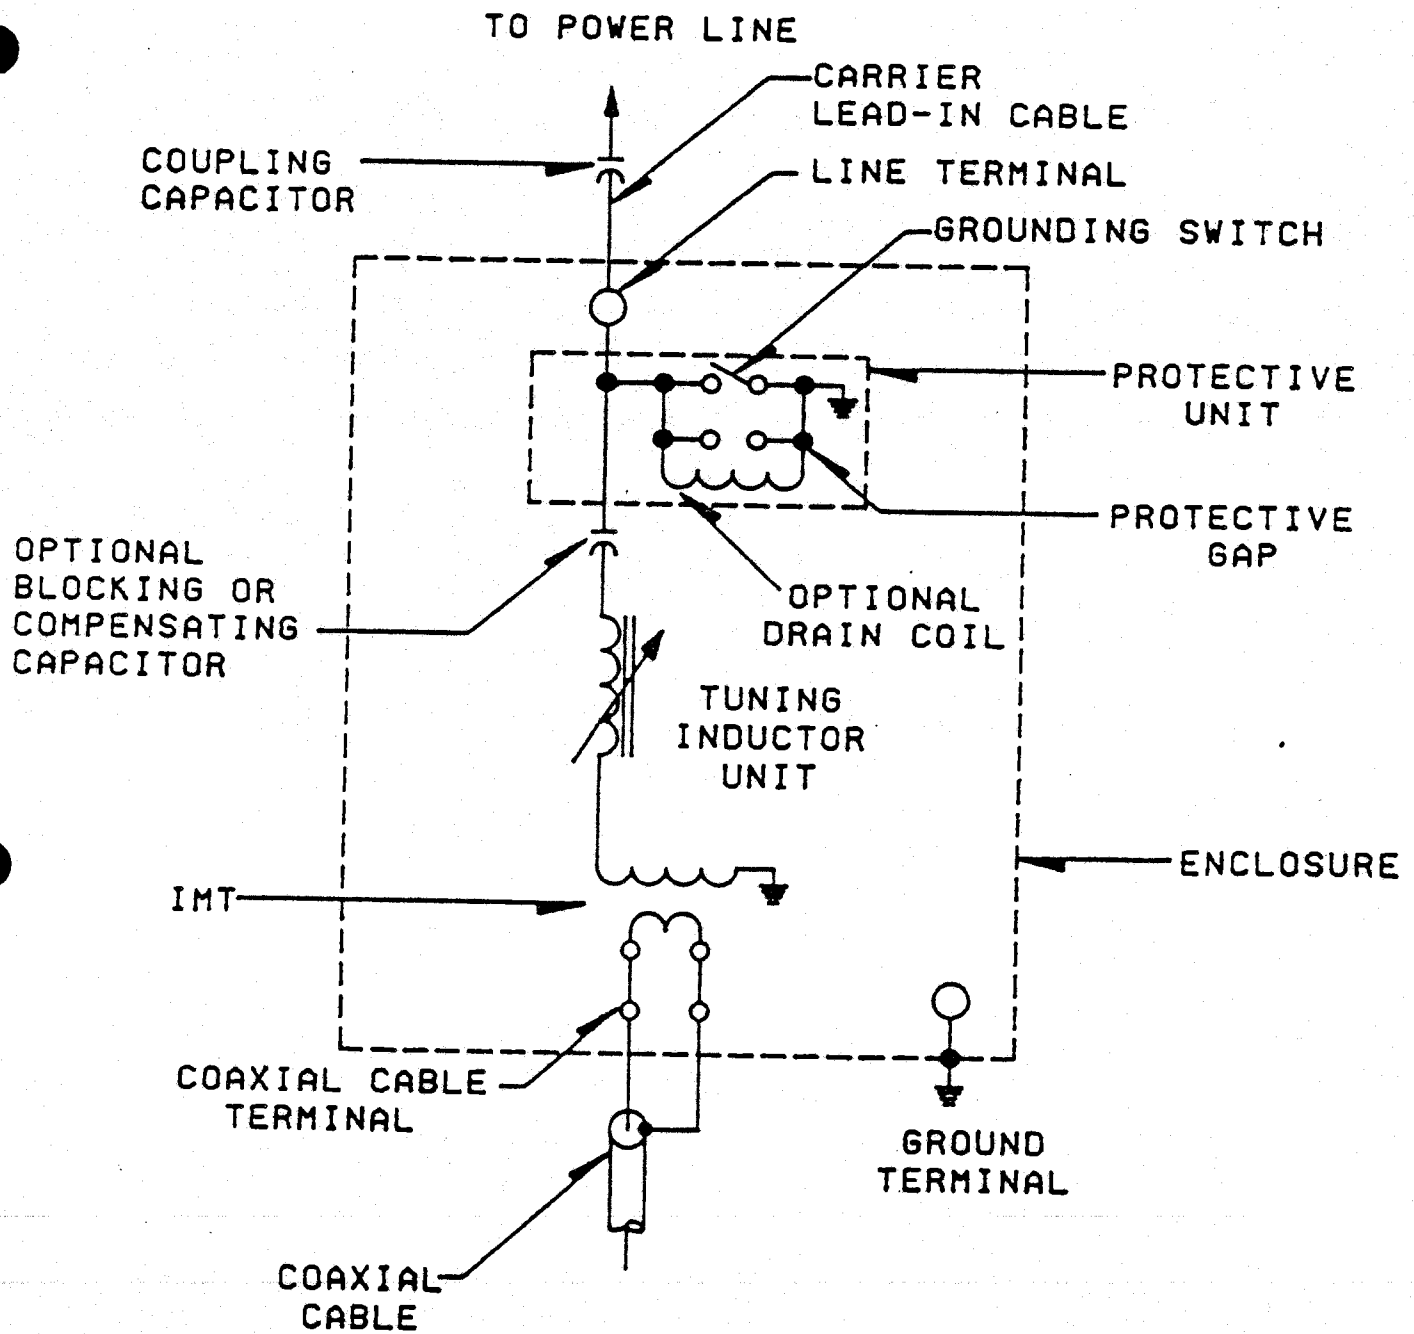 TO POWER LINE
CARRIER
LEAD-IN CABLE
COUPLING
CAPACITOR
LINE TERMINAL
GROUNDING SWITCH
PROTECTIVE
UNIT
PROTECTIVE
GAP
OPTIONAL
BLOCKING OR
COMPENSATING
CAPACITOR
OPTIONAL
DRAIN COIL
TUNING
INDUCTOR
UNIT
ENCLOSURE
IMT
COAXIAL CABLE
TERMINAL
GROUND
TERMINAL
COAXIAL
CABLE